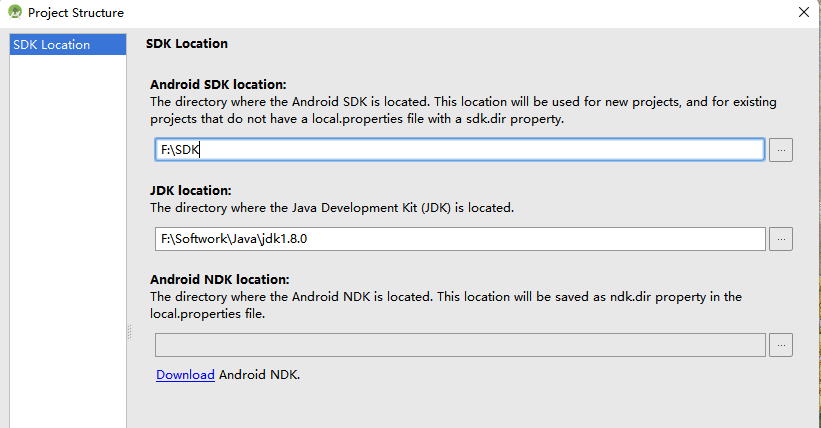 Project Structure
SDK Location
SDK Location
Android SDK location:
The directory where the Android SDK is located. This location will be used for new projects, and for existing
projects that do not have a local.properties file with a sdk.dir property.
F:\SDK
...
JDK location:
The directory where the Java Development Kit (JDK) is located.
F:\Softwork\Java\jdk1.8.0
...
Android NDK location:
The directory where the Android NDK is located. This location will be saved as ndk.dir property in the
local.properties file.
...
Download Android NDK.